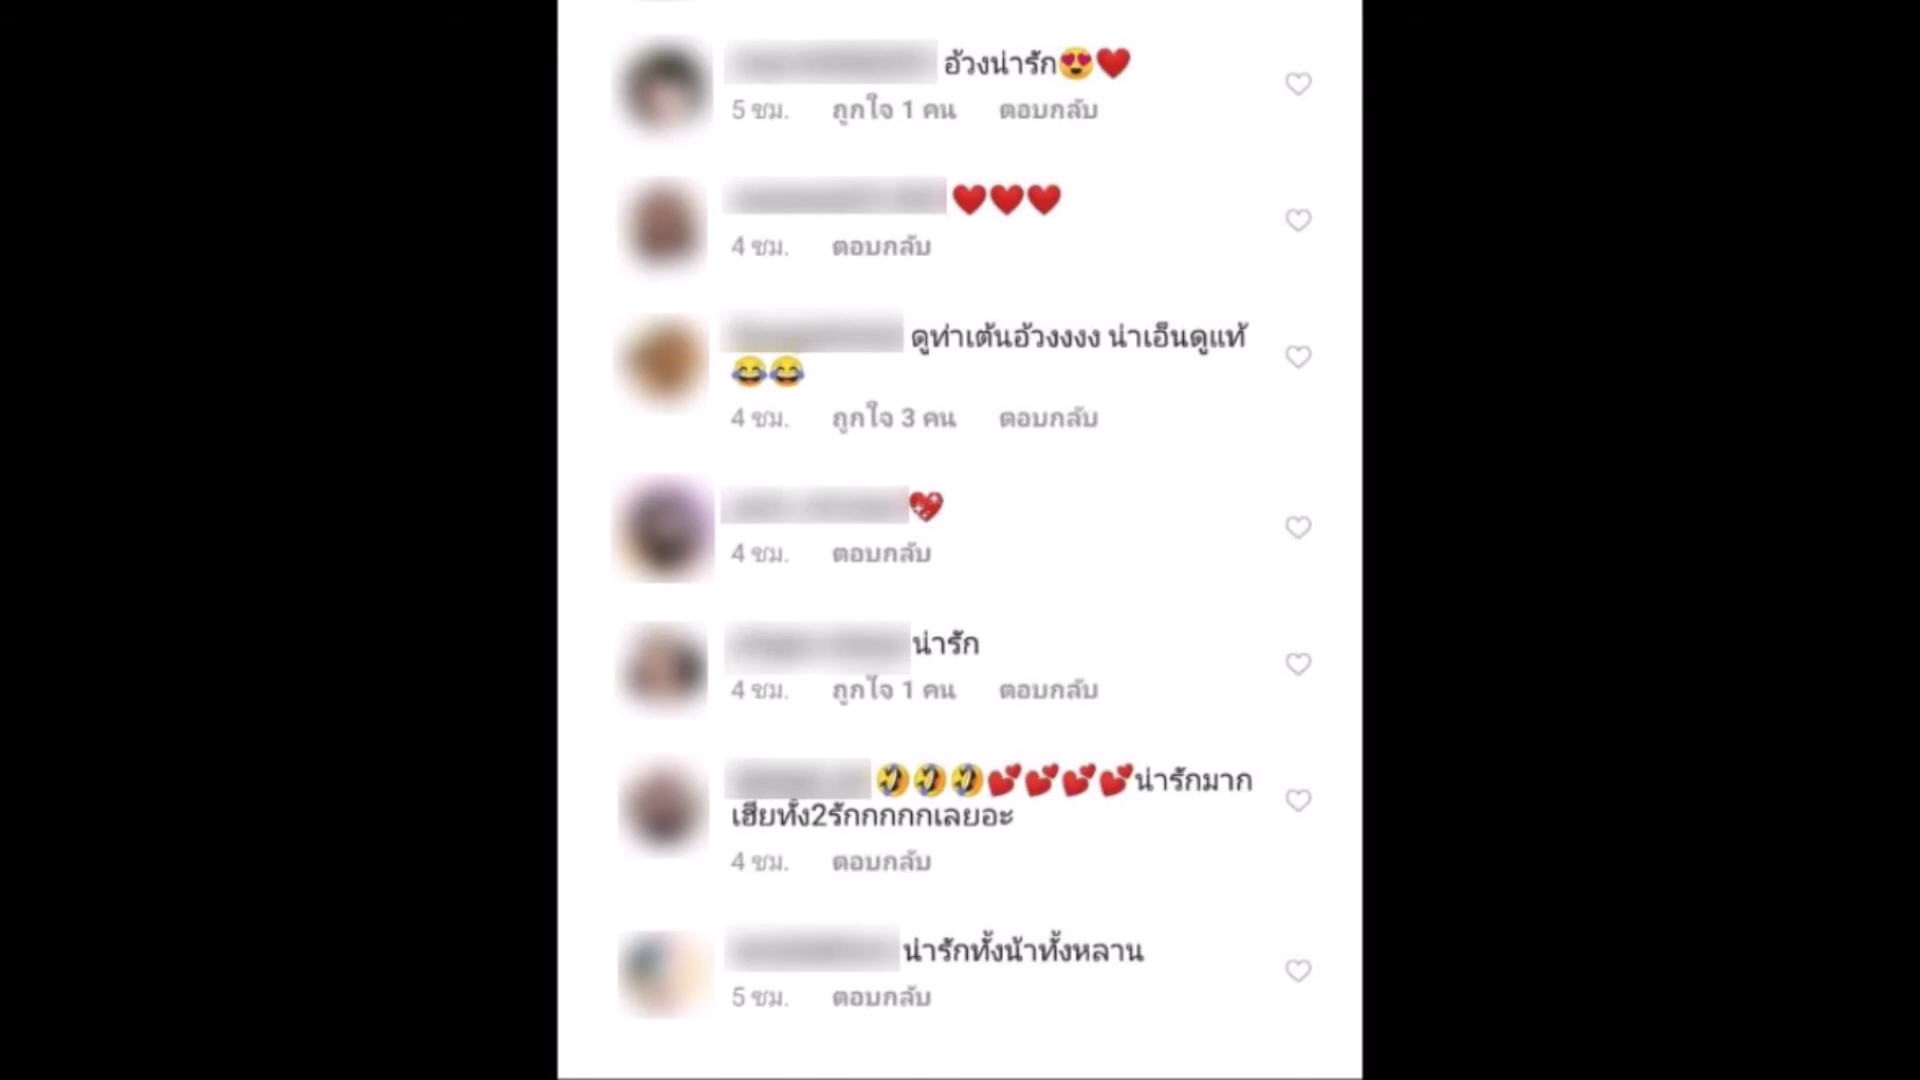 อ้วงน่ารัก😍❤️
5 ชม. ถูกใจ 1 คน ตอบกลับ
❤️❤️❤️
4 ชม. ตอบกลับ
ดูท่าเต้นอ้วงงงง น่าเอ็นดูแท้
😂😂
4 ชม. ถูกใจ 3 คน ตอบกลับ
💖
4 ชม. ตอบกลับ
น่ารัก
4 ชม. ถูกใจ 1 คน ตอบกลับ
🤣🤣🤣💕💕💕💕น่ารักมาก
เฮียทั้ง2รักกกกกเลยอะ
4 ชม. ตอบกลับ
น่ารักทั้งน้าทั้งหลาน
5 ชม. ตอบกลับ